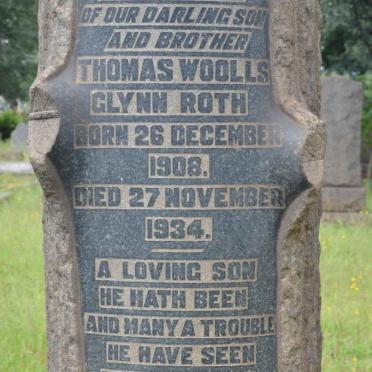 OF OUR DARLING SON
AND BROTHER
THOMAS WOOLLS
GLYNN ROTH
BORN 26 DECEMBER
1908.
DIED 27 NOVEMBER
1934.
A LOVING SON
HE HATH BEEN
AND MANY A TROUBLE
HE HAVE SEEN